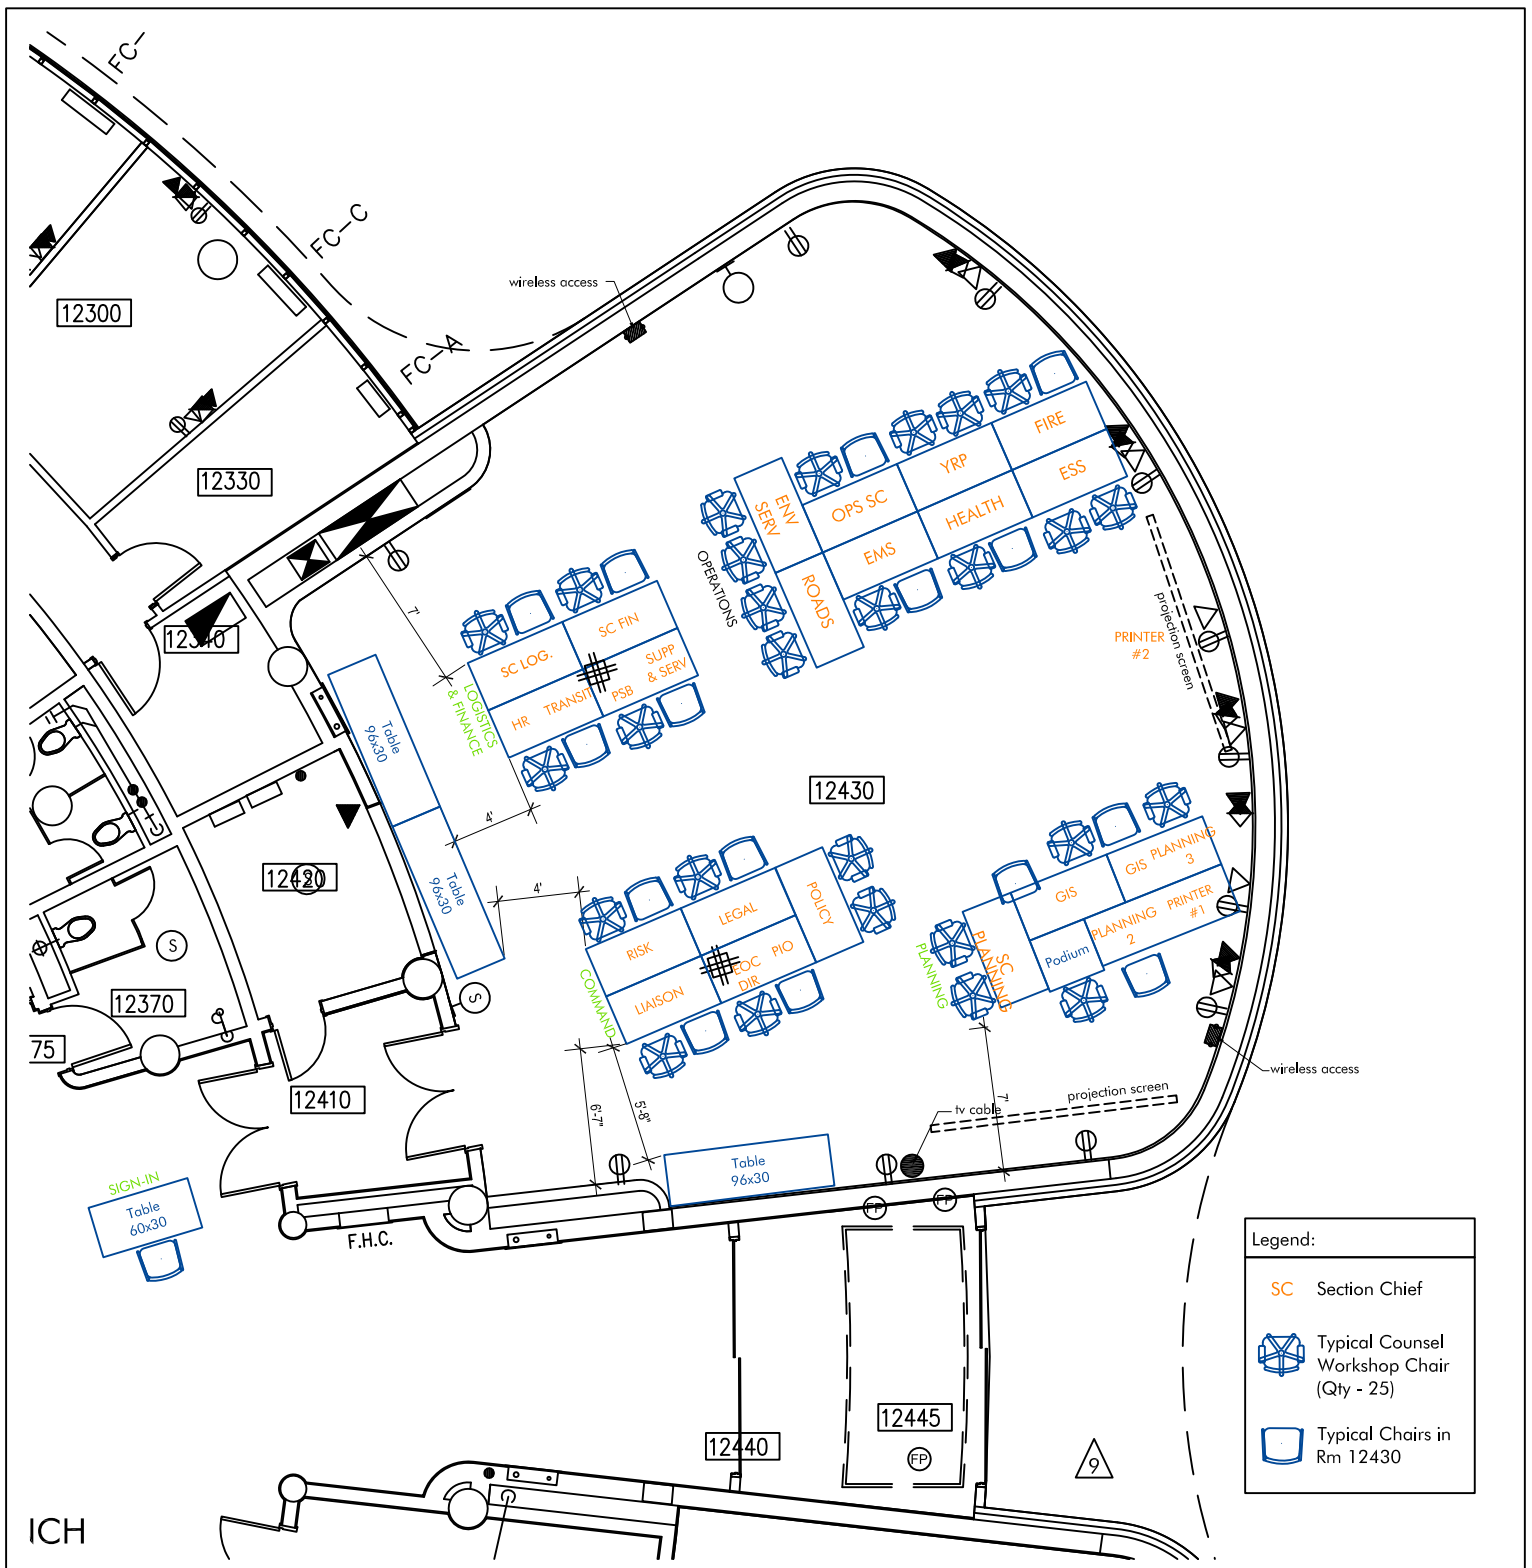 FC-
FC-C
FC-A
12300
12330
12340
wireless access
FIRE
YRP
ESS
OPS SC
HEALTH
ENV
SERV
EMS
ROADS
OPERATIONS
7'
SC FIN
SC LOG.
SUPP
& SERV
PSB
TRANSIT
HR
LOGISTICS
& FINANCE
PRINTER
#2
projection screen
Table
96x30
4'
12430
12420
S
Table
96x30
4'
POLICY
LEGAL
RISK
PIO
EOC
DIR
LIAISON
COMMAND
GIS
PLANNING
3
GIS
PRINTER
#1
PLANNING
2
Podium
SC
PLANNING
PLANNING
S
S
12370
75
12410
6'-7"
5'-8"
7'
wireless access
projection screen
tv cable
SIGN-IN
Table
60x30
Table
96x30
F.H.C.
FP
FP
Legend:
SC Section Chief
Typical Counsel
Workshop Chair
(Qty - 25)
Typical Chairs in
Rm 12430
12445
12440
FP
9
ICH